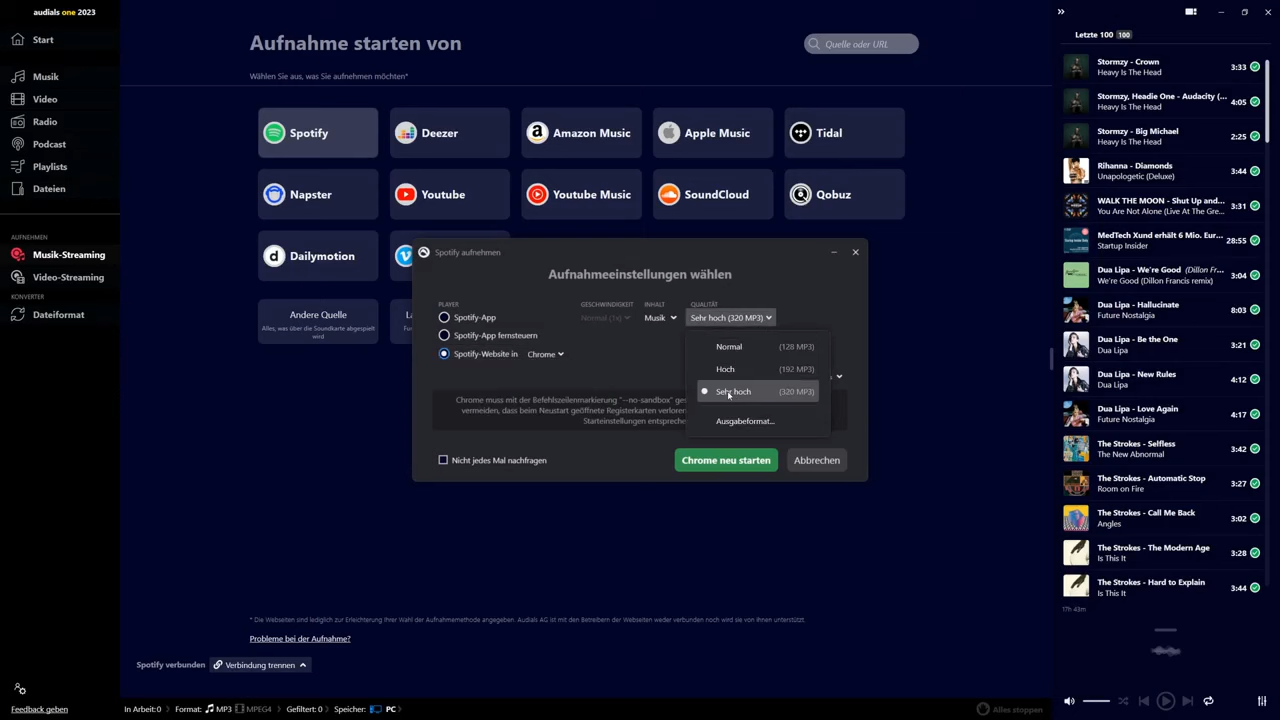 audials one 2023
Start
Musik
Video
Radio
Podcast
Playlists
Dateien
AUFNEHMEN
Musik-Streaming
Video-Streaming
KONVERTER
Dateiformat
Feedback geben
Aufnahme starten von
Quelle oder URL
Wählen Sie aus, was Sie aufnehmen möchten*
Spotify
Deezer
Amazon Music
Apple Music
Tidal
Napster
Youtube
Youtube Music
SoundCloud
Qobuz
Dailymotion
Andere Quelle
Alles, was über die Soundkarte abgespielt
wird
Spotify aufnehmen
Aufnahmeeinstellungen wählen
PLAYER
GESCHWINDIGKEIT
INHALT
QUALITÄT
Spotify-App
Normal (1x)
Musik
Sehr hoch (320 MP3)
Spotify-App fernsteuern
Spotify-Website in
Chrome
Normal (128 MP3)
Hoch (192 MP3)
Sehr hoch (320 MP3)
Ausgabeformat...
Chrome muss mit der Befehlszeilenmarkierung "--no-sandbox"
vermeiden, dass beim Neustart geöffnete Registerkarten
Starteinstellungen
Nicht jedes Mal nachfragen
Chrome neu starten
Abbrechen
* Die Webseiten sind lediglich zur Erleichterung Ihrer Wahl der Aufnahmemethode angegeben. Audials AG ist mit den Betreibern der Webseiten weder verbunden noch wird sie von Ihnen unterstützt.
Probleme bei der Aufnahme?
Spotify verbunden
Verbindung trennen
In Arbeit: 0
Format: MP3 MPEG4
Gefiltert: 0
Speicher: PC
Alles stoppen
Letzte 100 100
Stormzy - Crown
Heavy Is The Head
3:33
Stormzy, Headie One - Audacity (...
Heavy Is The Head
4:05
Stormzy - Big Michael
Heavy Is The Head
2:25
Rihanna - Diamonds
Unapologetic (Deluxe)
3:44
WALK THE MOON - Shut Up and...
You Are Not Alone (Live At The Gre...
3:31
MedTech Xund erhält 6 Mio. Eur...
Startup Insider
Dua Lipa - We're Good (Dillon Fr...
We're Good (Dillon Francis remix)
3:04
Dua Lipa - Hallucinate
Future Nostalgia
8:03
Dua Lipa - Be the One
Dua Lipa
3:21
Dua Lipa - New Rules
Dua Lipa
Dua Lipa - Love Again
Future Nostalgia
4:17
The Strokes - Selfless
The New Abnormal
The Strokes - Automatic Stop
Room on Fire
3:27
The Strokes - Call Me Back
Angles
3:02
The Strokes - The Modern Age
Is This It
3:28
The Strokes - Hard to Explain
Is This It
3:44
17h 43m